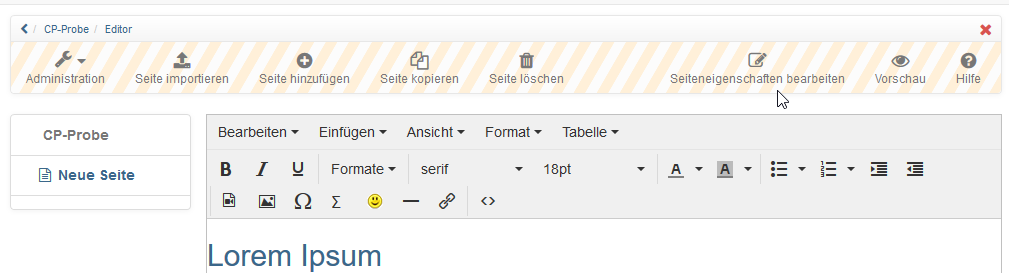 CP-Probe / Editor
Administration Seite importieren Seite hinzufügen Seite kopieren Seite löschen Seiteneigenschaften bearbeiten Vorschau Hilfe
CP-Probe
Neue Seite
Bearbeiten Einfügen Ansicht Format Tabelle
B I U Formate serif 18pt A A
Ω Σ
Lorem Ipsum